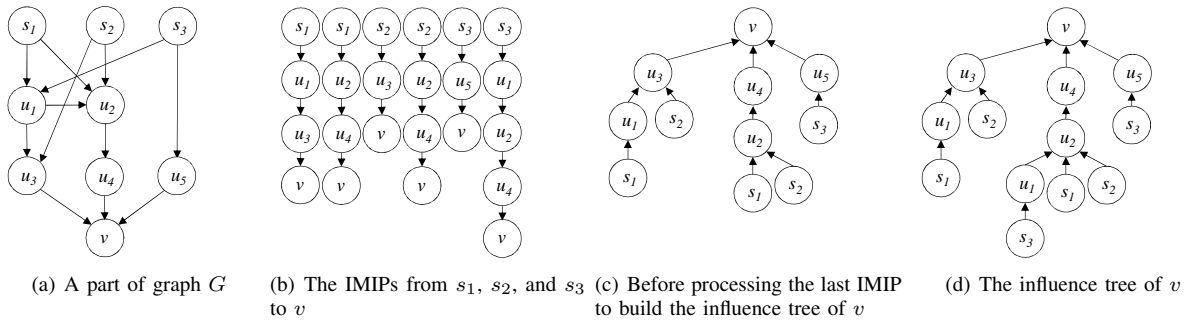 s1 s2 s3
u1 u2
u3 u4 u5
v
s1 s1 s2 s2 s3 s3
u1 u2 u3 u2 u5 u1
u3 u4 v u4 v u2
v v v u4
v
v
u3 u4 u5
u1 s2 u2 s3
s1 s1 s2
v
u3 u4 u5
u1 s2 u2 s3
s1 u1 s1 s2
s3
(a) A part of graph G
(b) The IMIPs from s1, s2, and s3
to v
(c) Before processing the last IMIP
to build the influence tree of v
(d) The influence tree of v